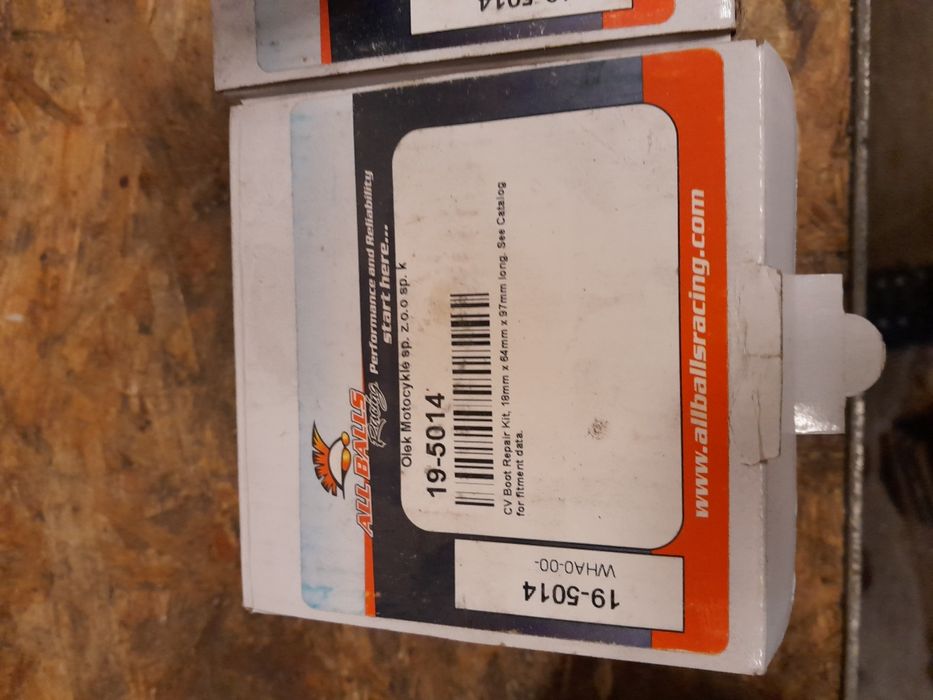 ALL BALLS
Racing
Performance and Reliability
start here...
Olek Motocykle sp. z.o.o sp. k
19-5014
CV Boot Repair Kit, 18mm x 64mm x 97mm long. See Catalog
for fitment data.
www.allballsracing.com
19-5014
WHA0-00-
5014